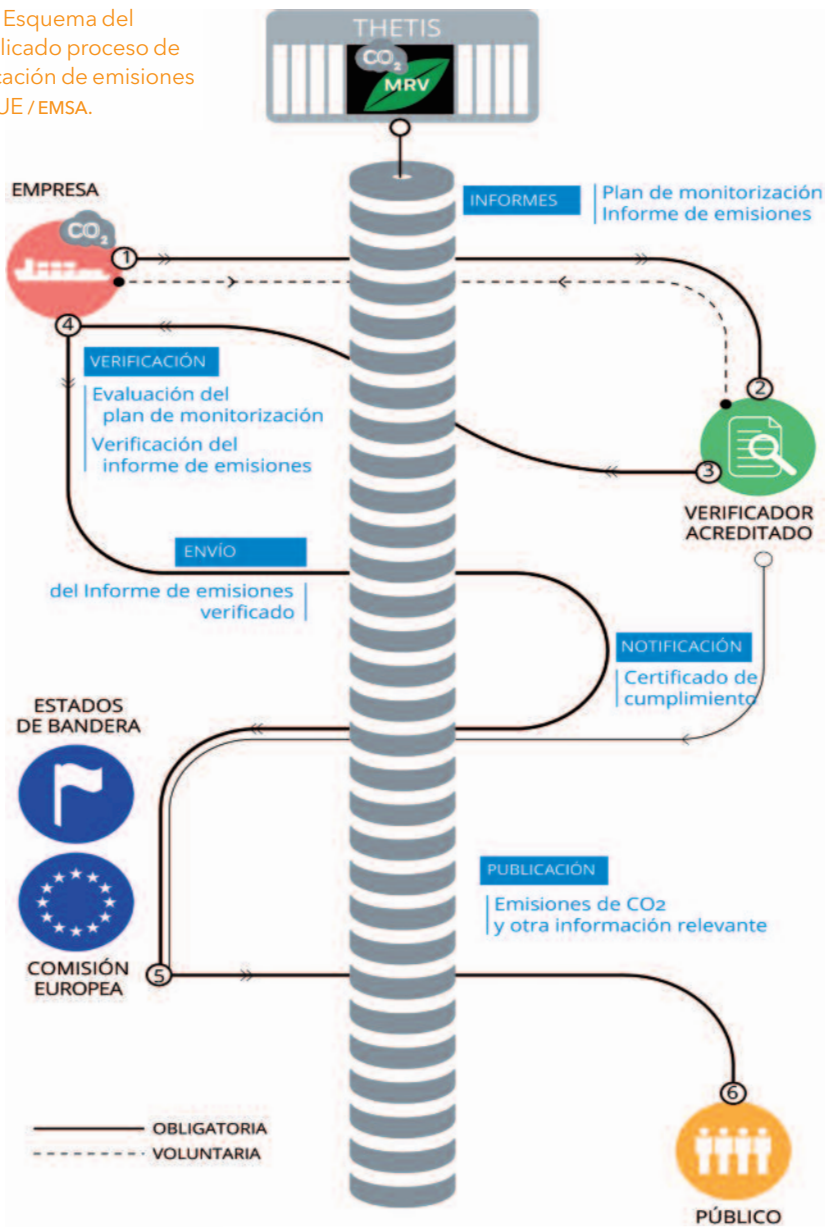 Esquema del
proceso de
de emisiones
UE / EMSA.
THETIS
CO2
MRV
EMPRESA
CO2
INFORMES
Plan de monitorización
Informe de emisiones
1
4
2
VERIFICACIÓN
Evaluación del
plan de monitorización
Verificación del
informe de emisiones
3
VERIFICADOR
ACREDITADO
ENVÍO
del Informe de emisiones
verificado
NOTIFICACIÓN
Certificado de
cumplimiento
ESTADOS
DE BANDERA
PUBLICACIÓN
Emisiones de CO2
y otra información relevante
COMISIÓN
EUROPEA
5
6
OBLIGATORIA
VOLUNTARIA
PÚBLICO